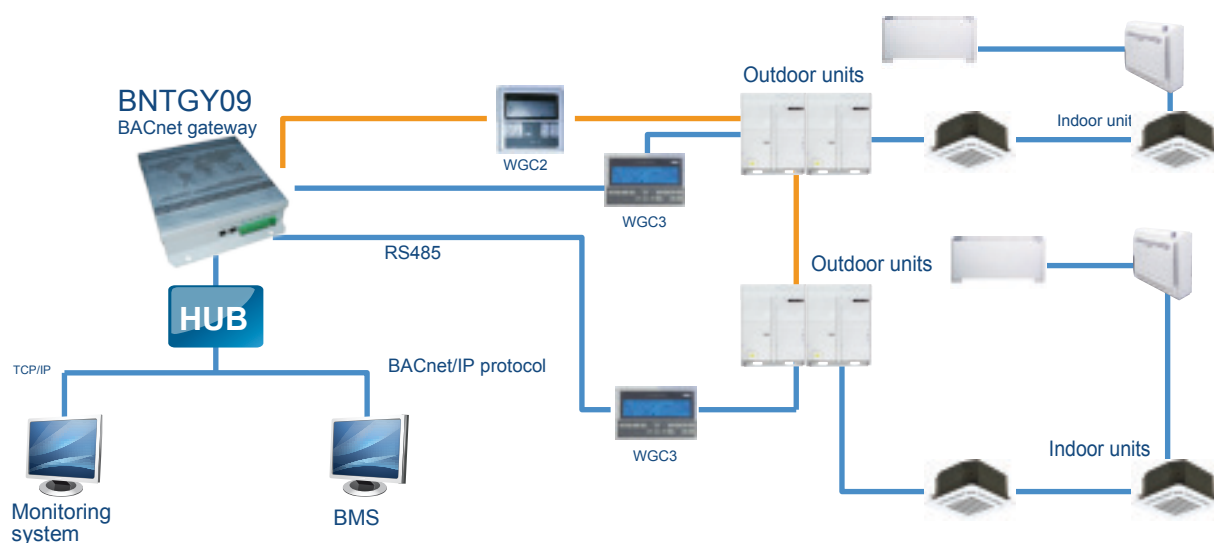 Outdoor units
BNTGY09
BACnet gateway
Indoor unit
WGC2
WGC3
RS485
Outdoor units
HUB
TCP/IP
BACnet/IP protocol
WGC3
Indoor units
Monitoring
system
BMS